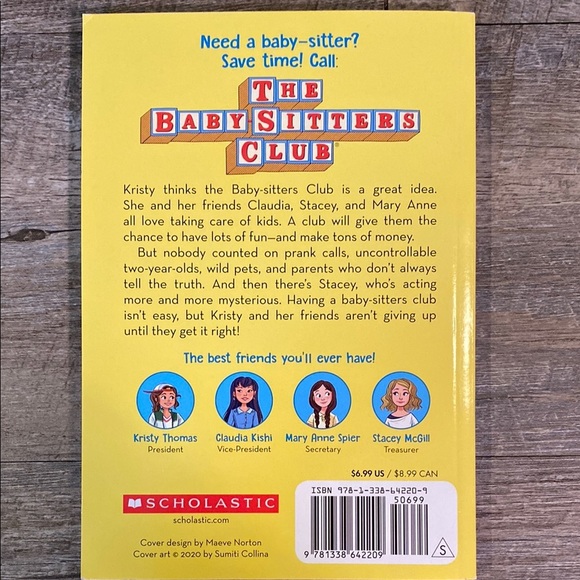 Need a baby-sitter?
Save time! Call:
THE
BABY-SITTERS
CLUB®
Kristy thinks the Baby-sitters Club is a great idea.
She and her friends Claudia, Stacey, and Mary Anne
all love taking care of kids. A club will give them the
chance to have lots of fun—and make tons of money.
But nobody counted on prank calls, uncontrollable
two-year-olds, wild pets, and parents who don't always
tell the truth. And then there's Stacey, who's acting
more and more mysterious. Having a baby-sitters club
isn't easy, but Kristy and her friends aren't giving up
until they get it right!
The best friends you'll ever have!
Kristy Thomas
President
Claudia Kishi
Vice-President
Mary Anne Spier
Secretary
Stacey McGill
Treasurer
$6.99 US / $8.99 CAN
SCHOLASTIC
scholastic.com
Cover design by Maeve Norton
Cover art © 2020 by Sumiti Collina
ISBN 978-1-338-64220-9
50699
9 781338 642209
S